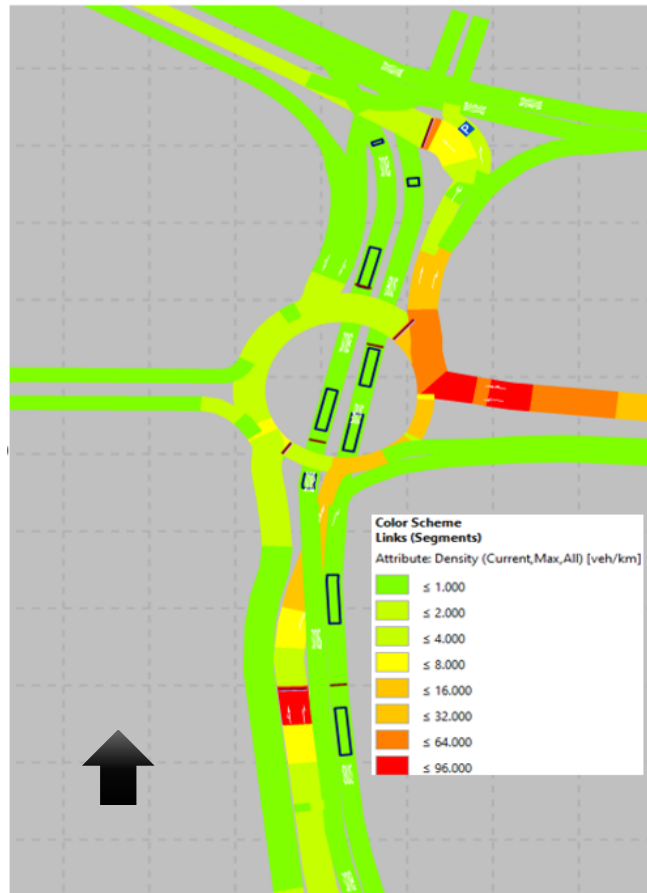 P
Color Scheme
Links (Segments)
Attribute: Density (Current,Max,All) [veh/km]
≤ 1.000
≤ 2.000
≤ 4.000
≤ 8.000
≤ 16.000
≤ 32.000
≤ 64.000
≤ 96.000